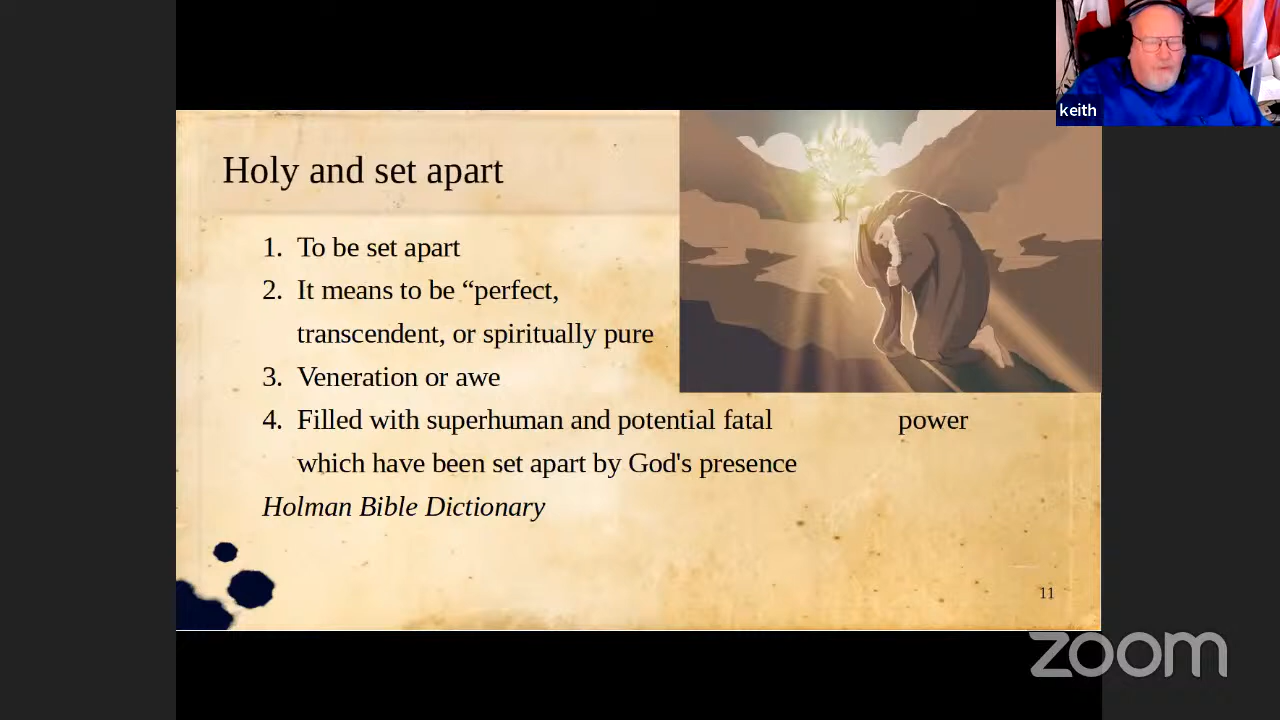 keith
Holy and set apart
1. To be set apart
2. It means to be “perfect,
transcendent, or spiritually pure
3. Veneration or awe
4. Filled with superhuman and potential fatal power
which have been set apart by God's presence
Holman Bible Dictionary
11
zoom